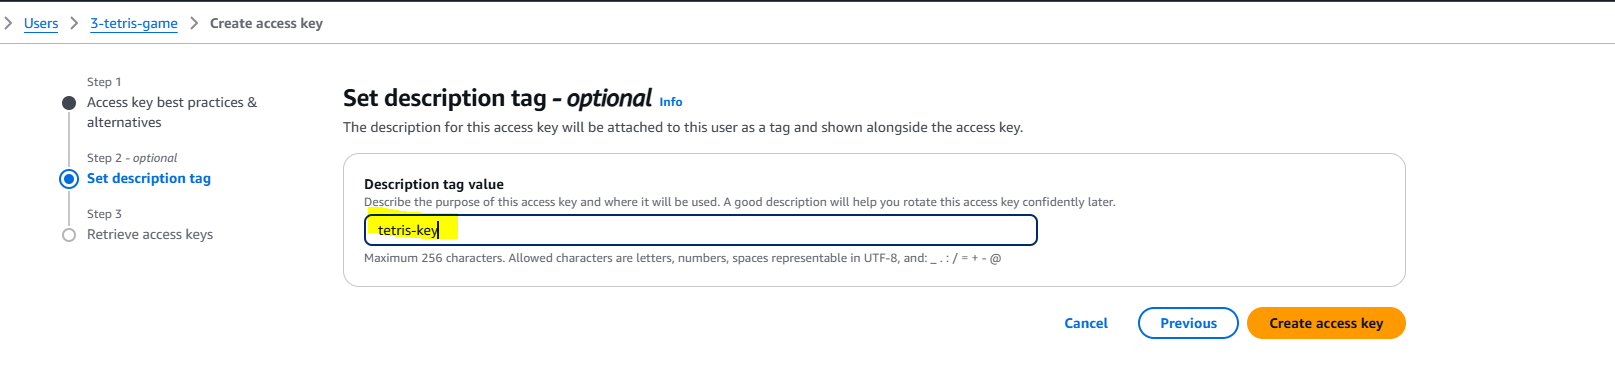 Users
3-tetris-game
Create access key
Step 1
Access key best practices &
alternatives
Step 2 - optional
Set description tag
Step 3
Retrieve access keys
Set description tag - optional Info
The description for this access key will be attached to this user as a tag and shown alongside the access key.
Description tag value
Describe the purpose of this access key and where it will be used. A good description will help you rotate this access key confidently later.
tetris-key
Maximum 256 characters. Allowed characters are letters, numbers, spaces representable in UTF-8, and: _ . : / = + - @
Cancel
Previous
Create access key